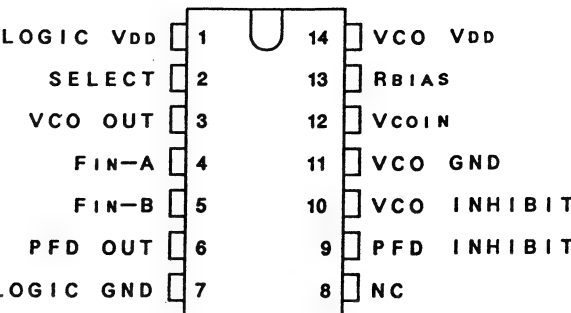 LOGIC VDD 1 14 VCO VDD
SELECT 2 13 RBIAS
VCO OUT 3 12 VCOIN
FIN-A 4 11 VCO GND
FIN-B 5 10 VCO INHIBIT
PFD OUT 6 9 PFD INHIBIT
LOGIC GND 7 8 NC